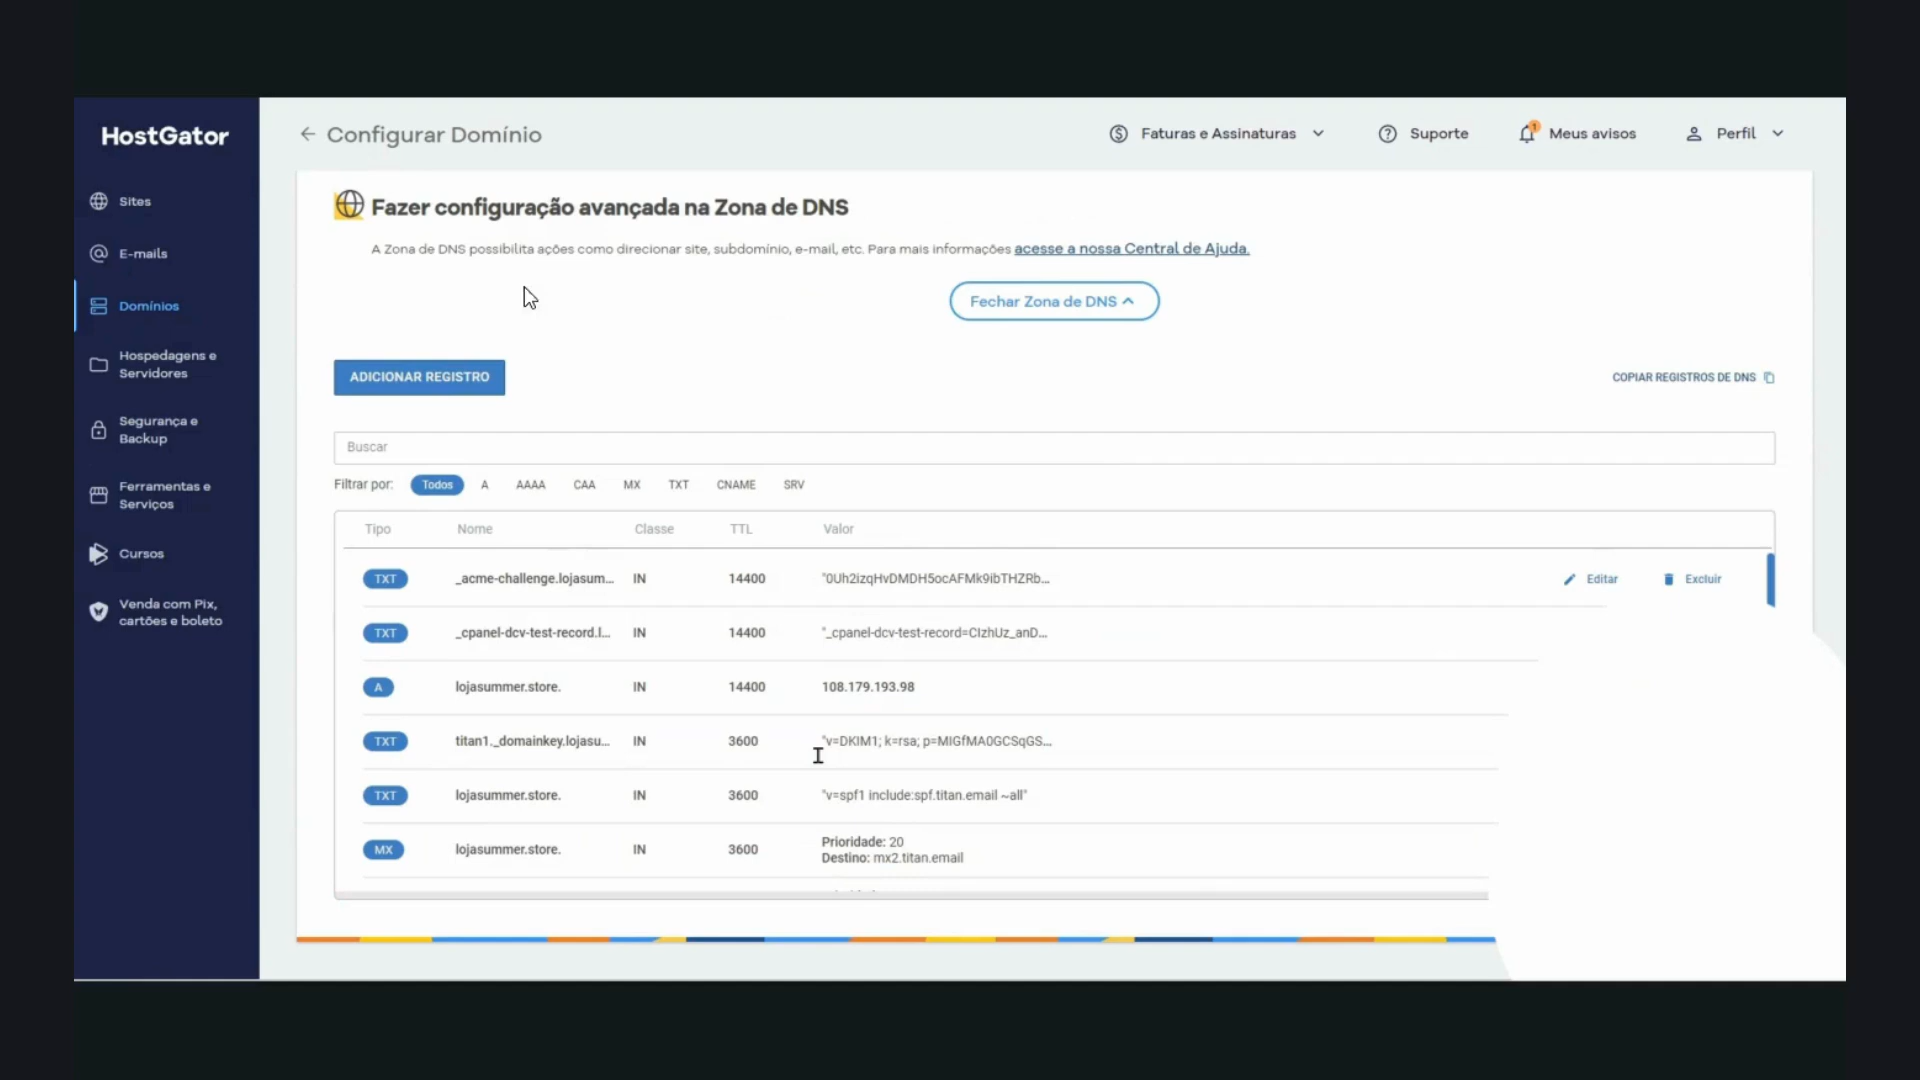 HostGator
Sites
E-mails
Domínios
Hospedagens e
Servidores
Segurança e
Backup
Ferramentas e
Serviços
Cursos
Venda com Pix,
cartões e boleto
Configurar Domínio
Faturas e Assinaturas
Suporte
1
Meus avisos
Perfil
Fazer configuração avançada na Zona de DNS
A Zona de DNS possibilita ações como direcionar site, subdomínio, e-mail, etc. Para mais informações acesse a nossa Central de Ajuda.
Fechar Zona de DNS
ADICIONAR REGISTRO
COPIAR REGISTROS DE DNS
Buscar
Filtrar por: Todos A AAAA CAA MX TXT CNAME SRV
Tipo Nome Classe TTL Valor
TXT _acme-challenge.lojasum... IN 14400 "0Uh2izqHvDMDH5ocAFMk9ibTHZRb... Editar Excluir
TXT _cpanel-dcv-test-record.l... IN 14400 "_cpanel-dcv-test-record=CIzhUz_anD...
A lojasummer.store. IN 14400 108.179.193.98
TXT titan1._domainkey.lojasu... IN 3600 "v=DKIM1; k=rsa; p=MIGfMA0GCSqGS...
TXT lojasummer.store. IN 3600 "v=spf1 include:spf.titan.email ~all"
MX lojasummer.store. IN 3600 Prioridade: 20
Destino: mx2.titan.email